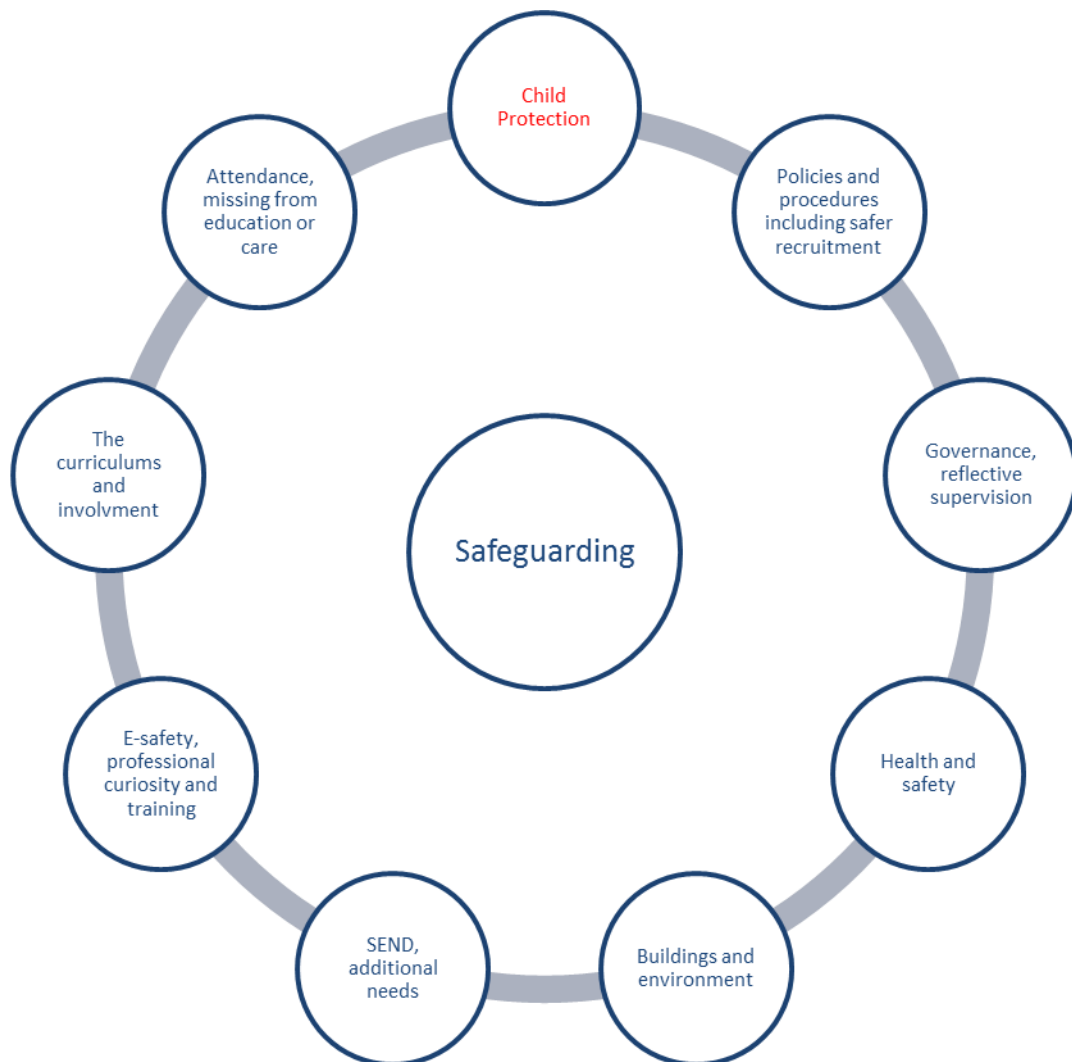 Child
Protection
Policies and
procedures
including safer
recruitment
Governance,
reflective
supervision
Health and
safety
Buildings and
environment
SEND,
additional
needs
E-safety,
professional
curiosity and
training
The
curriculums
and
involvment
Attendance,
missing from
education or
care
Safeguarding